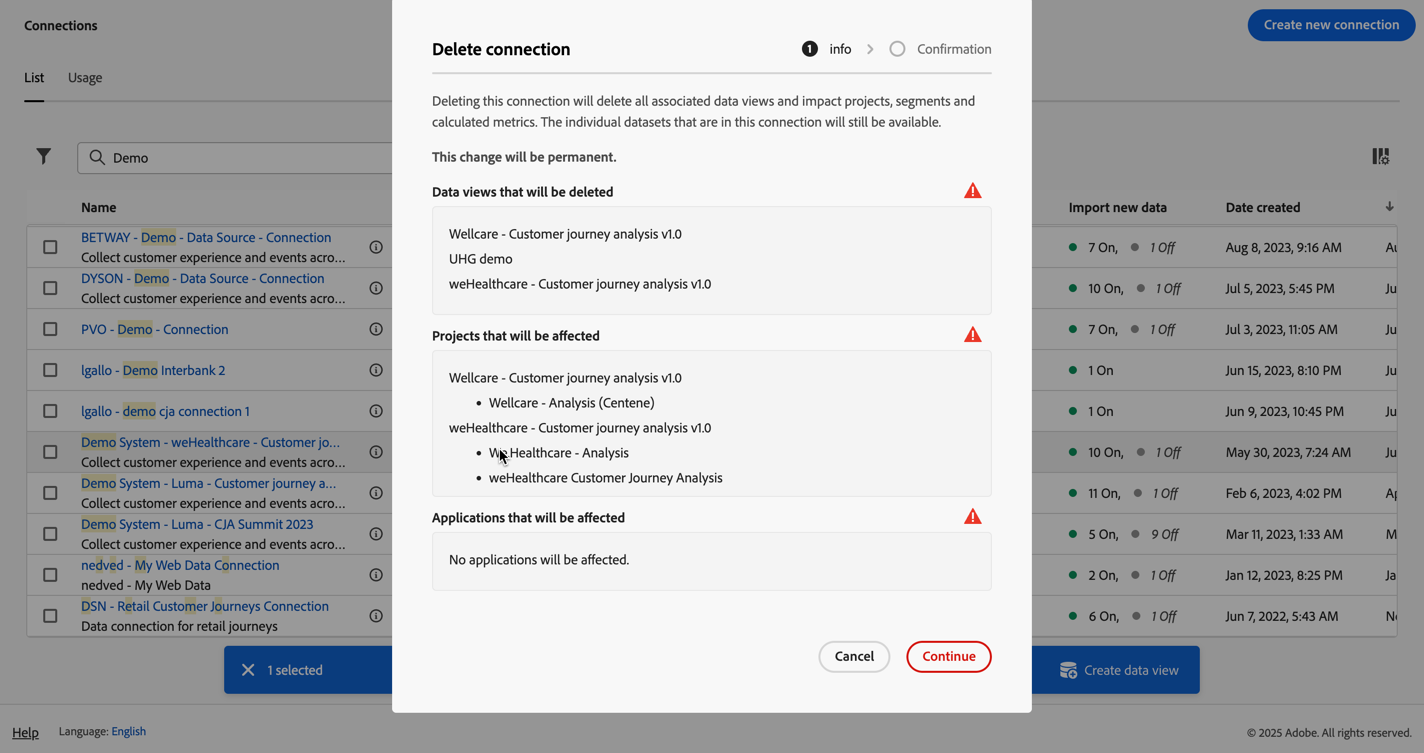 Connections
Create new connection
List
Usage
Demo
Name
Import new data
Date created
BETWAY - Demo - Data Source - Connection
Collect customer experience and events acro...
7 On, 1 Off
Aug 8, 2023, 9:16 AM
DYSON - Demo - Data Source - Connection
Collect customer experience and events acro...
10 On, 1 Off
Jul 5, 2023, 5:45 PM
Ju
PVO - Demo - Connection
7 On, 1 Off
Jul 3, 2023, 11:05 AM
Ju
lgallo - Demo Interbank 2
1 On
Jun 15, 2023, 8:10 PM
Ju
lgallo - demo cja connection 1
1 On
Jun 9, 2023, 10:45 PM
Ju
Demo System - weHealthcare - Customer jo...
Collect customer experience and events acro...
10 On, 1 Off
May 30, 2023, 7:24 AM
Ju
Demo System - Luma - Customer journey a...
Collect customer experience and events acro...
11 On, 1 Off
Feb 6, 2023, 4:02 PM
Demo System - Luma - CJA Summit 2023
Collect customer experience and events acro...
5 On, 9 Off
Mar 11, 2023, 1:33 AM
nedved - My Web Data Connection
nedved - My Web Data
2 On, 1 Off
Jan 12, 2023, 8:25 PM
Ja
DSN - Retail Customer Journeys Connection
Data connection for retail journeys
6 On, 1 Off
Jun 7, 2022, 5:43 AM
1 selected
Create data view
Delete connection
1 info
Confirmation
Deleting this connection will delete all associated data views and impact projects, segments and
calculated metrics. The individual datasets that are in this connection will still be available.
This change will be permanent.
Data views that will be deleted
Wellcare - Customer journey analysis v1.0
UHG demo
weHealthcare - Customer journey analysis v1.0
Projects that will be affected
Wellcare - Customer journey analysis v1.0
• Wellcare - Analysis (Centene)
weHealthcare - Customer journey analysis v1.0
• We.Healthcare - Analysis
• weHealthcare Customer Journey Analysis
Applications that will be affected
No applications will be affected.
Cancel
Continue
Help
Language: English
© 2025 Adobe. All rights reserved.